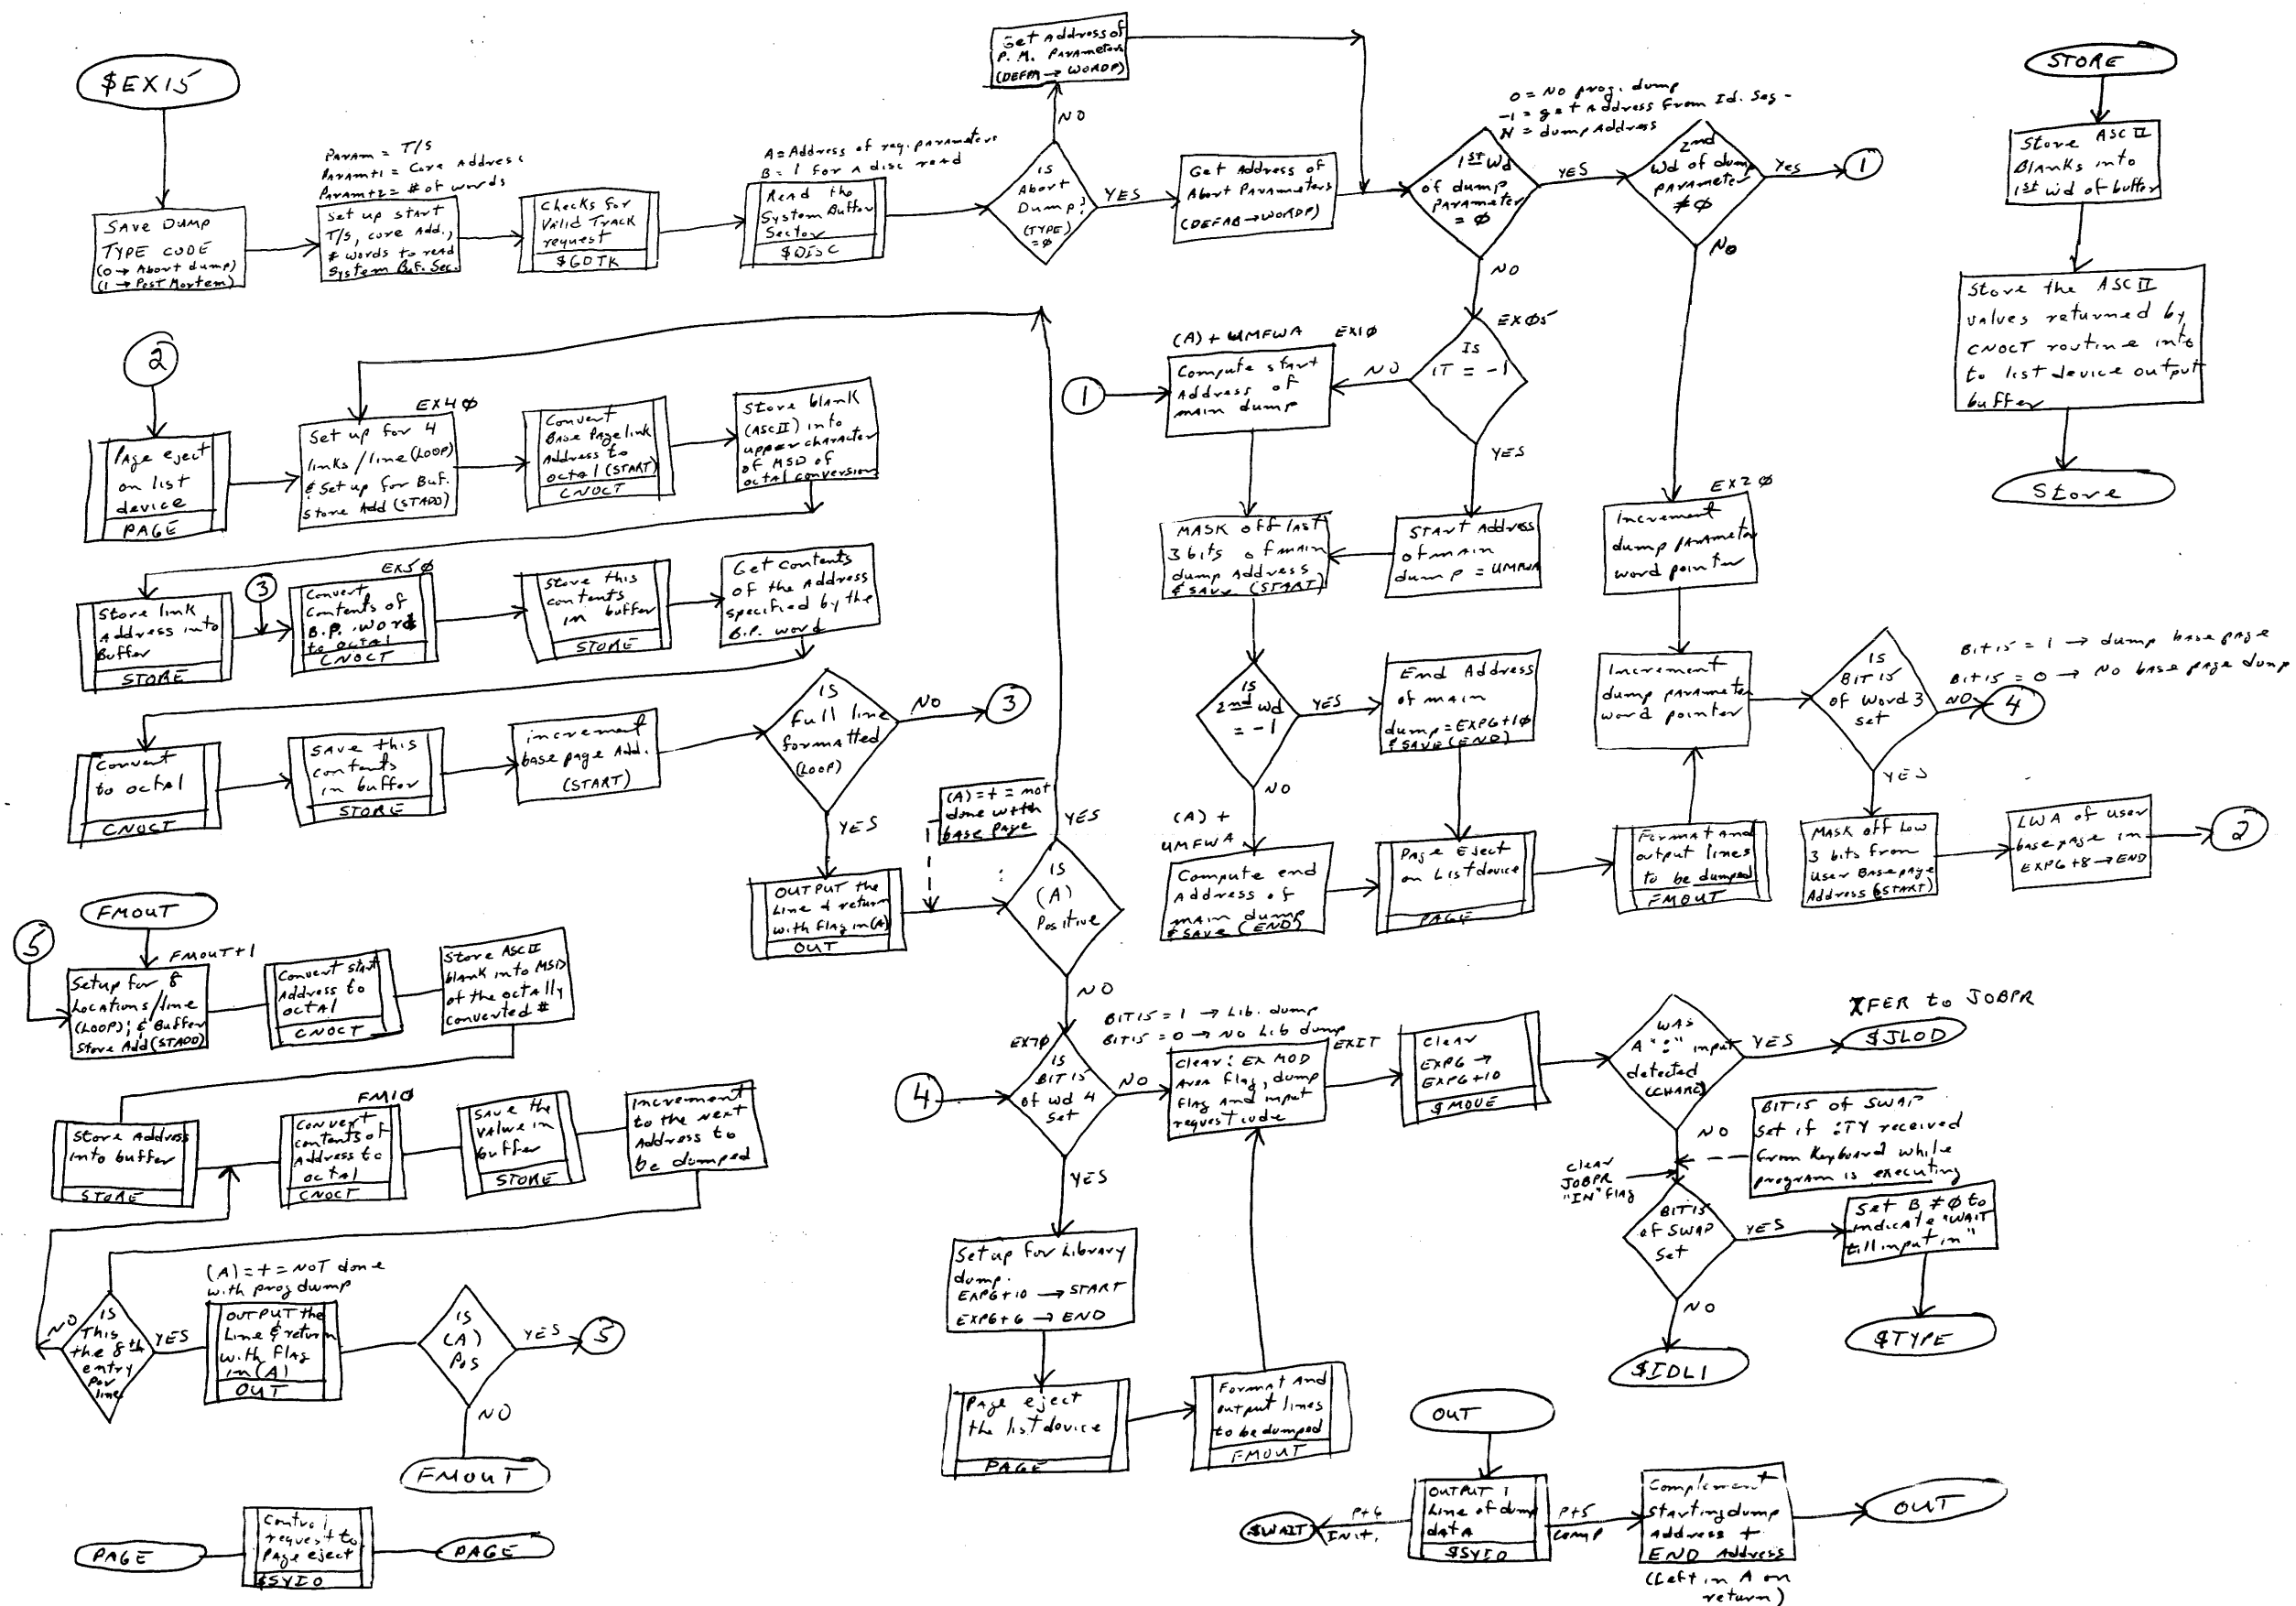 $EX15
SAVE DUMP
TYPE CODE
(0 → Abort dump)
(1 → Post Mortem)
Param = T/S
Param+1 = Core Address
Param+2 = # of words
Set up start
T/S, core Add.,
# words to read
System Buf. Sec.
Checks for
Valid Track
request
$GDTK
A = Address of req. parameters
B = 1 for a disc read
Read the
System Buffer
Sector
$DISC
Is
Abort
Dump?
(TYPE)
=Ø
NO
YES
Get Address of
P. M. Parameters
(DEFPM → WORDP)
Get Address of
Abort Parameters
(DEFAB → WORDP)
0 = No prog. dump
-1 = get Address from Id. Seg.
N = dump Address
1st Wd
of dump
parameter
= Ø
YES
NO
2nd
Wd of dump
parameter
≠ Ø
Yes
1
NO
STORE
Store ASCII
Blanks into
1st wd of buffer
Store the ASCII
values returned by
CNOCT routine into
to list device output
buffer
Store
EXØ5
Is
IT = -1
NO
YES
(A) + UMFWA
EX1Ø
1
Compute start
Address of
main dump
MASK off last
3 bits of main
dump Address
& SAVE (START)
START Address
of main
dump = UMFWA
EX2Ø
Increment
dump parameter
word pointer
2
Page eject
on list
device
PAGE
EX4Ø
Set up for 4
links/line (LOOP)
& Set up for Buf.
Store Add (STADD)
Convert
Base Page link
Address to
octal (START)
CNOCT
Store blank
(ASCII) into
upper character
of MSD of
octal conversion
Store link
Address into
Buffer
STORE
3
EX5Ø
Convert
Contents of
B.P. word
to octal
CNOCT
Store this
contents
in buffer
STORE
Get contents
of the Address
specified by the
B.P. word
Convert
to octal
CNOCT
SAVE this
contents
in buffer
STORE
increment
base page Add.
(START)
IS
full line
formatted
(LOOP)
NO
3
YES
OUTPUT the
Line & return
with flag in (A)
OUT
(A) = + = not
done with
base page
YES
IS
(A)
Positive
NO
IS
2nd wd
= -1
YES
NO
End Address
of main
dump = EXPG+1Ø
& SAVE (END)
(A) +
UMFWA
Compute end
Address of
main dump
& SAVE (END)
Page Eject
on List device
PAGE
Format and
output lines
to be dumped
FMOUT
Increment
dump parameter
word pointer
IS
BIT 15
of word 3
set
Bit 15 = 1 → dump base page
Bit 15 = 0 → No base page dump
NO
4
YES
MASK off Low
3 bits from
user Base page
Address (START)
LWA of user
base page in
EXPG+8 → END
2
FMOUT
5
FMOUT+1
Setup for 8
Locations/line
(LOOP); & Buffer
Store Add (STADD)
Convert start
Address to
octal
CNOCT
Store ASCII
blank into MSD
of the octally
converted #
Store Address
into buffer
STORE
FM1Ø
Convert
contents of
Address to
octal
CNOCT
SAVE the
value in
buffer
STORE
Increment
to the next
Address to
be dumped
NO
IS
This
the 8th
entry
per
line
YES
(A) = + = NOT done
with prog dump
OUTPUT the
Line & return
with flag
in (A)
OUT
IS
(A)
Pos
YES
5
NO
FMOUT
PAGE
Control
request to
Page eject
$SYIO
PAGE
EX7Ø
4
IS
BIT 15
of wd 4
Set
NO
YES
BIT 15 = 1 → Lib. dump
BIT 15 = 0 → No Lib dump
EXIT
Clear: EX MOD
Area flag, dump
flag and input
request code
Clear
EXPG →
EXPG+10
$MOVE
WAS
A ":" input
detected
(CHARE)
YES
XFER to JOBPR
$JLOD
NO
BIT 15 of SWAP
Set if :TY received
from Keyboard while
program is executing
clear
JOBPR
"IN" flag
BIT 15
of SWAP
Set
YES
Set B ≠ Ø to
indicate "WAIT
till input in"
$TYPE
NO
$IDL1
Set up for Library
dump.
EXPG+10 → START
EXPG+6 → END
Page eject
the list device
PAGE
Format And
output lines
to be dumped
FMOUT
OUT
OUTPUT 1
Line of dump
data
$SYIO
P+6
Init.
$WAIT
P+5
Comp
Complement
Starting dump
Address +
END Address
(Left in A on
return)
OUT